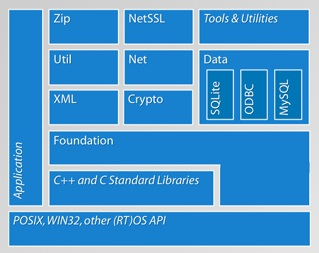 Zip
NetSSL
Tools & Utilities
Util
Net
Data
SQLite
ODBC
MySQL
XML
Crypto
Application
Foundation
C++ and C Standard Libraries
POSIX, WIN32, other (RT)OS API